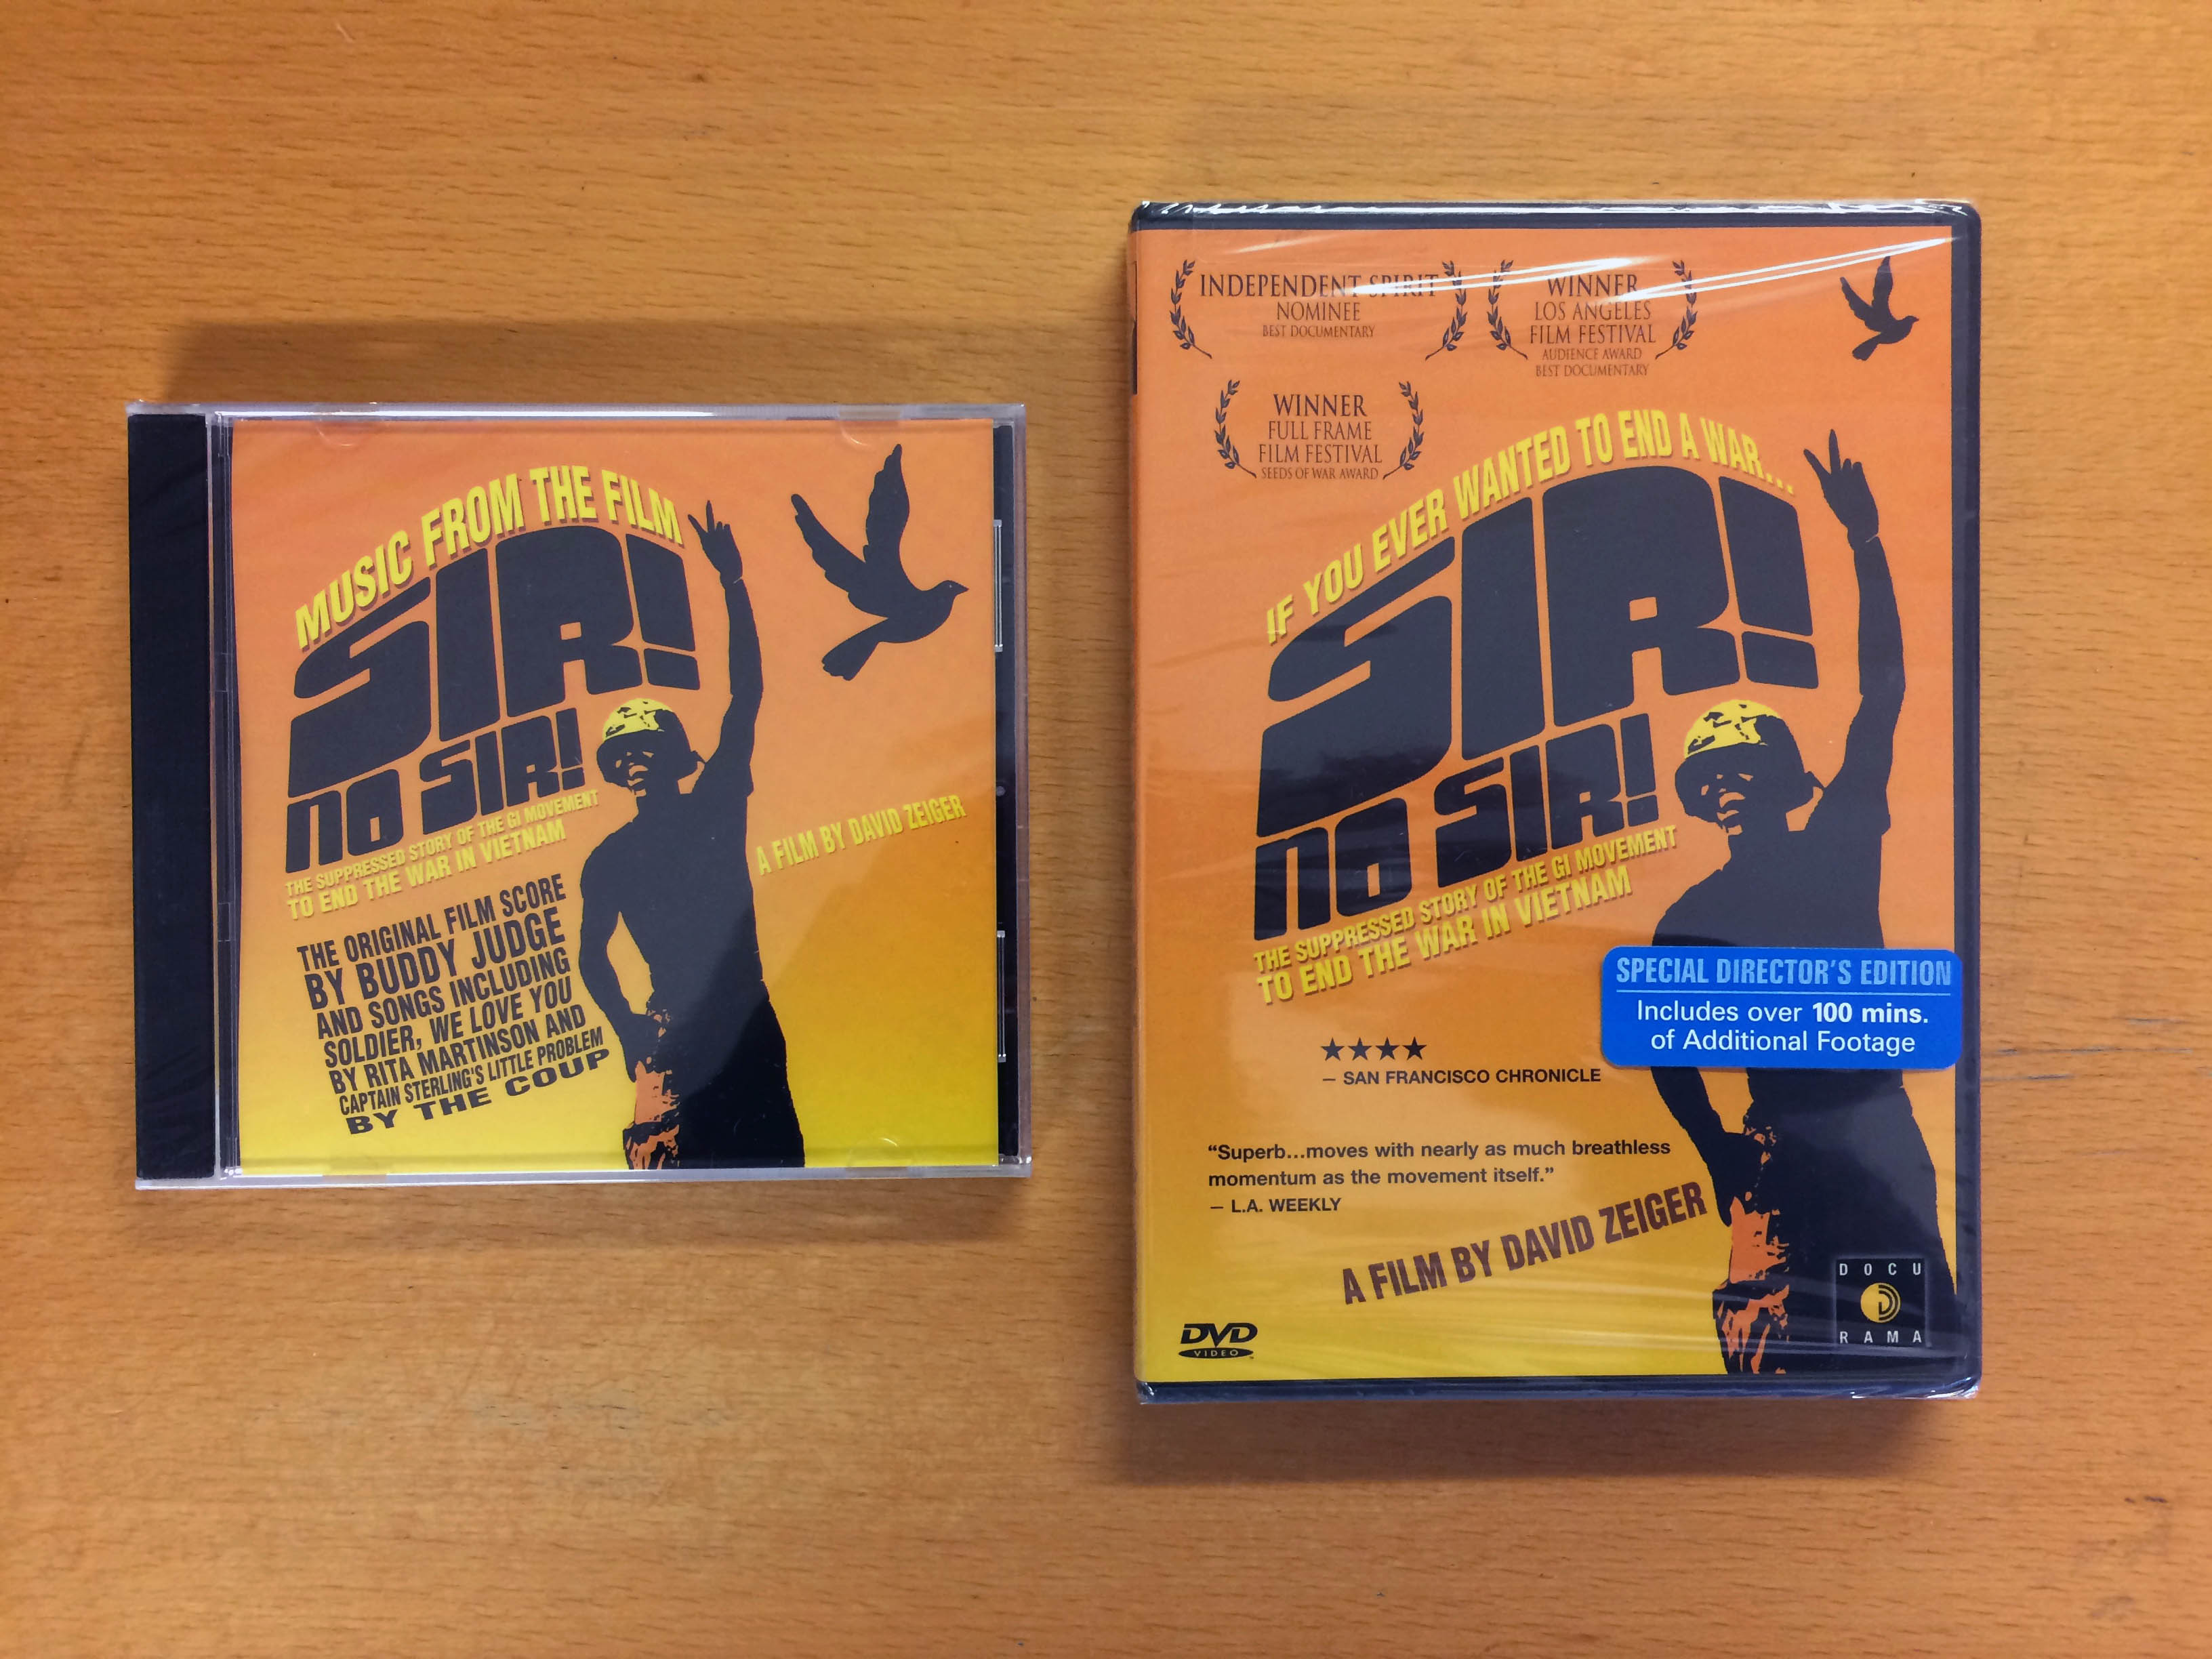 MUSIC FROM THE FILM
SIR!
NO SIR!
THE SUPPRESSED STORY OF THE GI MOVEMENT
TO END THE WAR IN VIETNAM
THE ORIGINAL FILM SCORE
BY BUDDY JUDGE
AND SONGS INCLUDING
SOLDIER, WE LOVE YOU
BY RITA MARTINSON AND
CAPTAIN STERLING'S LITTLE PROBLEM
BY THE COUP
A FILM BY DAVID ZEIGER
INDEPENDENT SPIRIT
NOMINEE
BEST DOCUMENTARY
WINNER
LOS ANGELES
FILM FESTIVAL
AUDIENCE AWARD
BEST DOCUMENTARY
WINNER
FULL FRAME
FILM FESTIVAL
SEEDS OF WAR AWARD
IF YOU EVER WANTED TO END A WAR...
SIR!
NO SIR!
THE SUPPRESSED STORY OF THE GI MOVEMENT
TO END THE WAR IN VIETNAM
SPECIAL DIRECTOR'S EDITION
Includes over 100 mins.
of Additional Footage
★★★★
– SAN FRANCISCO CHRONICLE
“Superb...moves with nearly as much breathless
momentum as the movement itself.”
– L.A. WEEKLY
A FILM BY DAVID ZEIGER
DVD
VIDEO
DOCU
RAMA